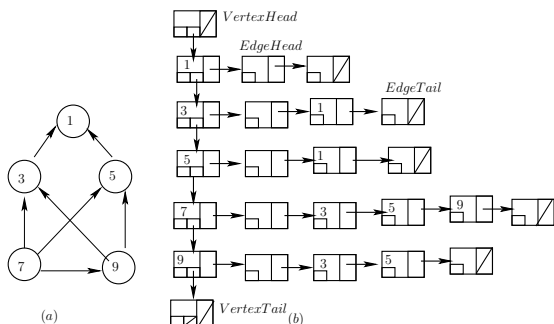 VertexHead
EdgeHead
1
EdgeTail
3 1
5 1
7 3 5 9
9 3 5
VertexTail
1
3 5
7 9
(a) (b)